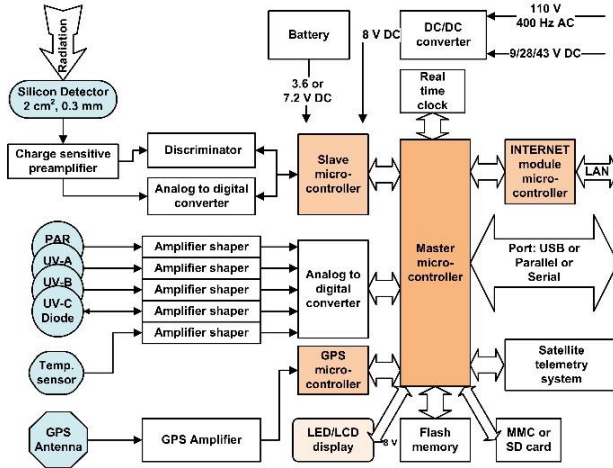 Radiation
Silicon Detector
2 cm², 0.3 mm
Charge sensitive
preamplifier
Discriminator
Analog to digital
converter
Battery
3.6 or
7.2 V DC
8 V DC
DC/DC
converter
110 V
400 Hz AC
9/28/43 V DC
Real
time
clock
Slave
micro-
controller
Master
micro-
controller
INTERNET
module
micro-
controller
LAN
PAR
UV-A
UV-B
UV-C
Diode
Amplifier shaper
Amplifier shaper
Amplifier shaper
Amplifier shaper
Amplifier shaper
Analog to
digital
converter
Port: USB or
Parallel or
Serial
Temp.
sensor
GPS
micro-
controller
Satellite
telemetry
system
GPS
Antenna
GPS Amplifier
LED/LCD
display
8 V
Flash
memory
MMC or
SD card